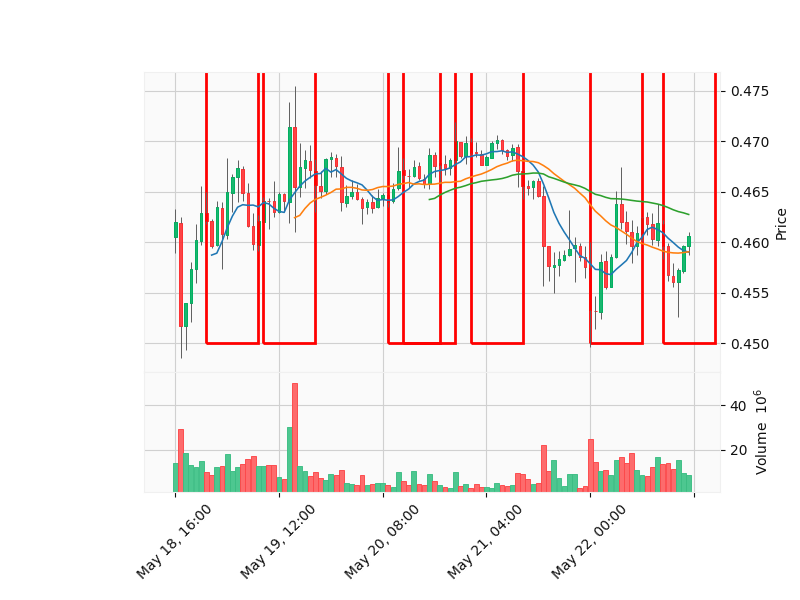 0.475
0.470
0.465
0.460
0.455
0.450
Price
40
20
Volume 10^6
May 18, 16:00
May 19, 12:00
May 20, 08:00
May 21, 04:00
May 22, 00:00